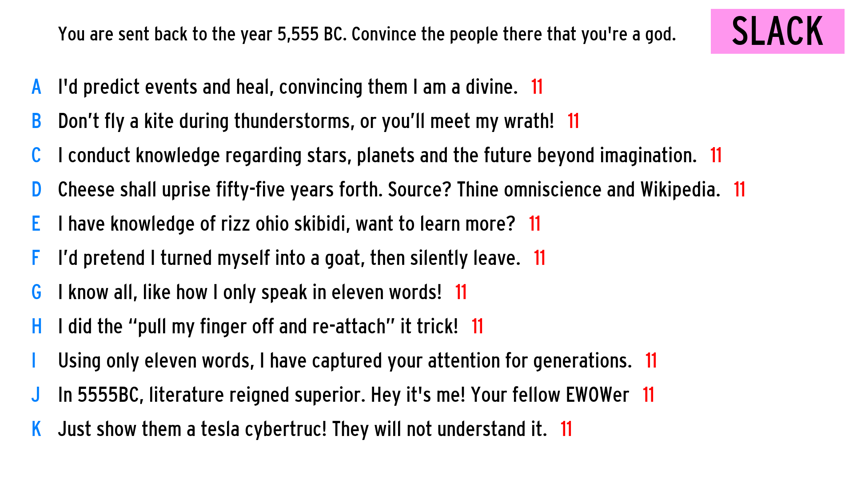 You are sent back to the year 5,555 BC. Convince the people there that you're a god. SLACK
A I'd predict events and heal, convincing them I am a divine. 11
B Don’t fly a kite during thunderstorms, or you’ll meet my wrath! 11
C I conduct knowledge regarding stars, planets and the future beyond imagination. 11
D Cheese shall uprise fifty-five years forth. Source? Thine omniscience and Wikipedia. 11
E I have knowledge of rizz ohio skibidi, want to learn more? 11
F I’d pretend I turned myself into a goat, then silently leave. 11
G I know all, like how I only speak in eleven words! 11
H I did the “pull my finger off and re-attach” it trick! 11
I Using only eleven words, I have captured your attention for generations. 11
J In 5555BC, literature reigned superior. Hey it's me! Your fellow EWOWer 11
K Just show them a tesla cybertruc! They will not understand it. 11